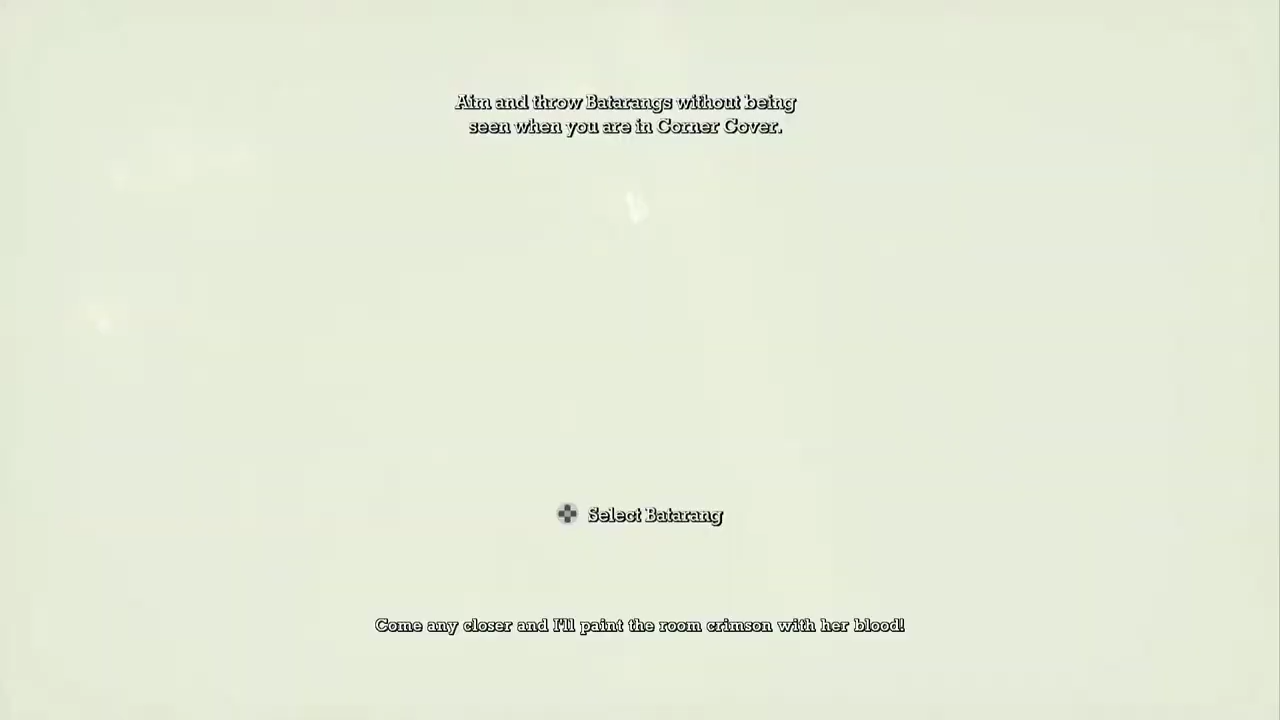 Aim and throw Batarangs without being
seen when you are in Corner Cover.
Select Batarang
Come any closer and I'll paint the room crimson with her blood!